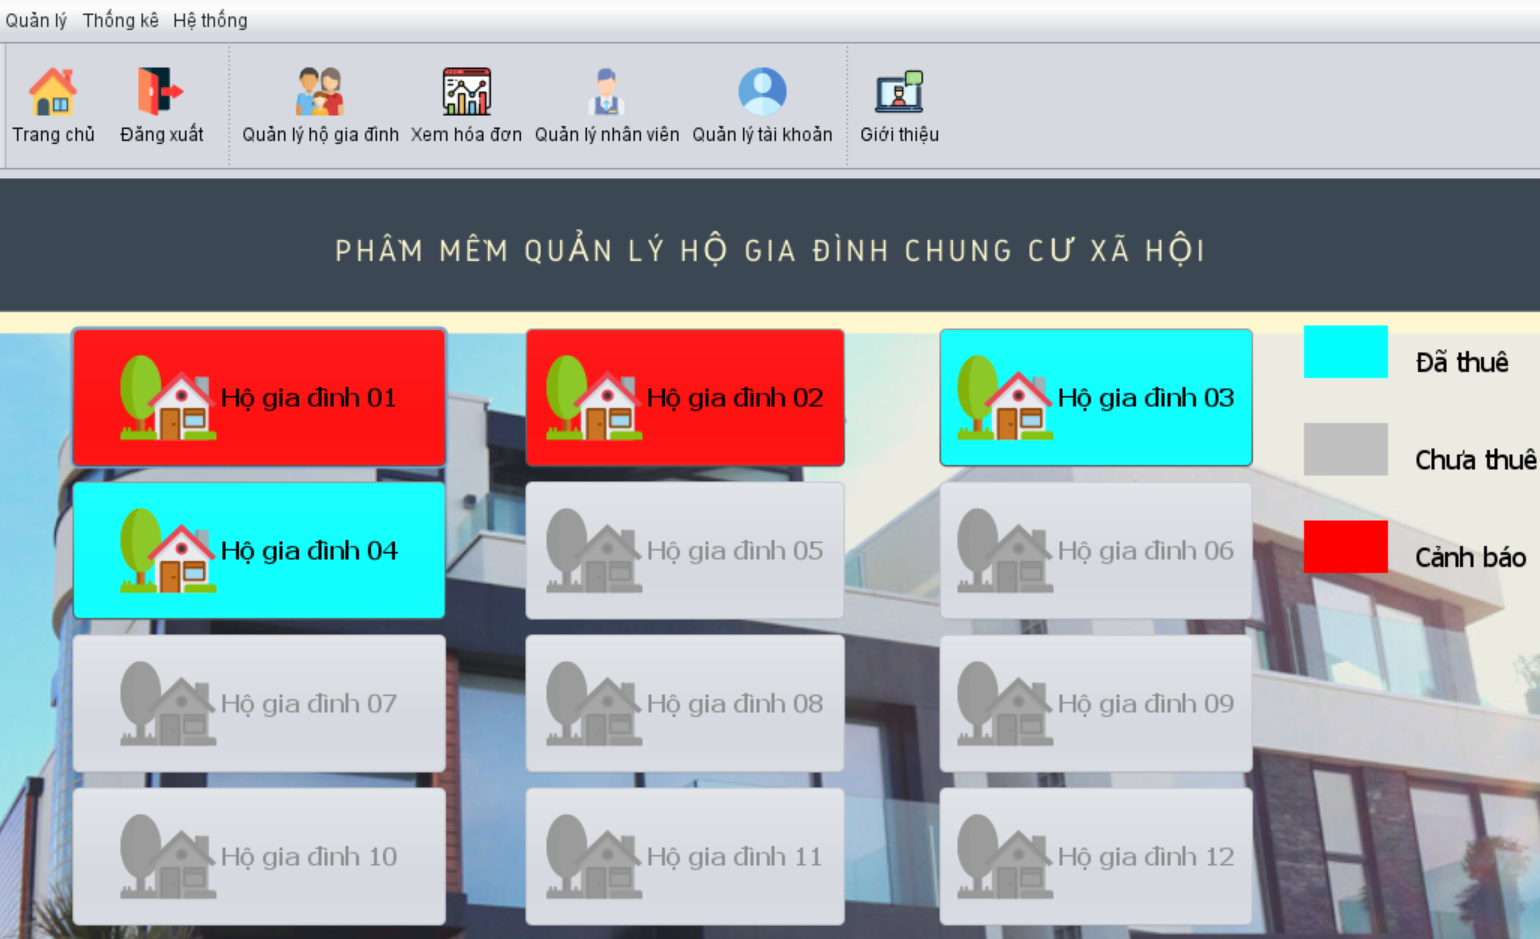 Quản lý Thống kê Hệ thống
Trang chủ Đăng xuất Quản lý hộ gia đình Xem hóa đơn Quản lý nhân viên Quản lý tài khoản Giới thiệu
PHẦM MỀM QUẢN LÝ HỘ GIA ĐÌNH CHUNG CƯ XÃ HỘI
Hộ gia đình 01 Hộ gia đình 02 Hộ gia đình 03
Đã thuê
Chưa thuê
Hộ gia đình 04 Hộ gia đình 05 Hộ gia đình 06
Cảnh báo
Hộ gia đình 07 Hộ gia đình 08 Hộ gia đình 09
Hộ gia đình 10 Hộ gia đình 11 Hộ gia đình 12